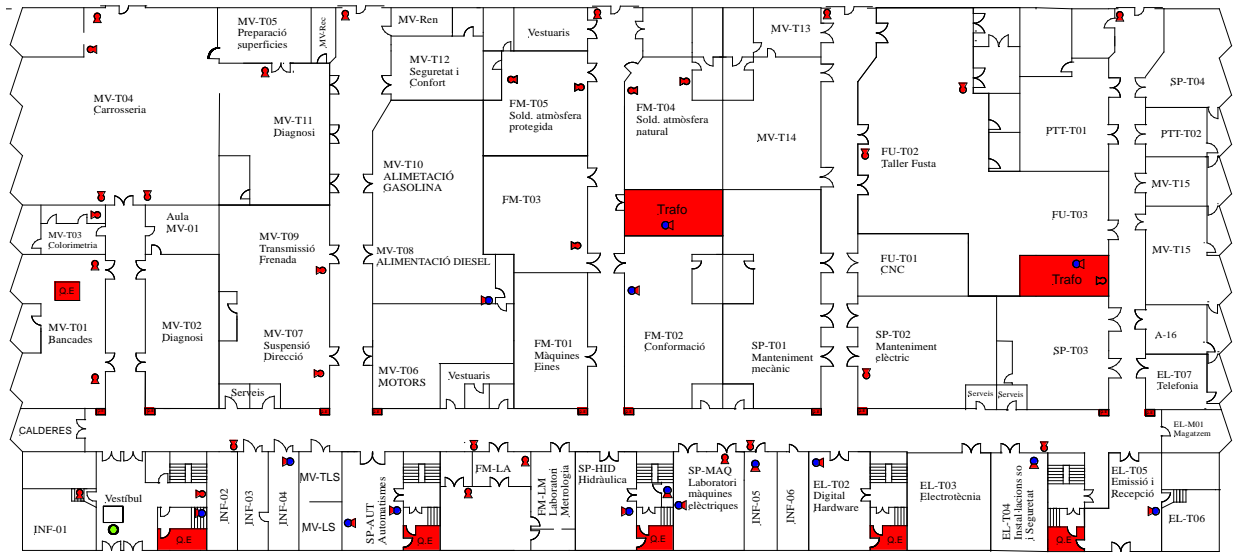 MV-T05
Preparació
superfícies
MV-Rec
MV-Ren
Vestuaris
MV-T13
MV-T12
Seguretat i
Confort
MV-T04
Carrosseria
MV-T11
Diagnosi
FM-T05
Sold. atmòsfera
protegida
FM-T04
Sold. atmòsfera
natural
MV-T14
FU-T02
Taller Fusta
PTT-T01
SP-T04
PTT-T02
MV-T10
ALIMETACIÓ
GASOLINA
FM-T03
Trafo
MV-T15
FU-T03
MV-T03
Colorimetria
Aula
MV-01
MV-T09
Transmissió
Frenada
MV-T08
ALIMENTACIÓ DIESEL
FU-T01
CNC
Trafo
MV-T15
Q.E
MV-T01
Bancades
MV-T02
Diagnosi
MV-T07
Suspensió
Direcció
MV-T06
MOTORS
Vestuaris
FM-T01
Màquines
Eines
FM-T02
Conformació
SP-T01
Manteniment
mecànic
SP-T02
Manteniment
elèctric
SP-T03
A-16
EL-T07
Telefonia
Serveis
Serveis
Serveis
CALDERES
EL-M01
Magatzem
INF-01
Vestíbul
Q.E
INF-02
INF-03
INF-04
MV-TLS
MV-LS
SP-AUT
Automatismes
Q.E
FM-LA
FM-LM
Laboratori
Metrologia
SP-HID
Hidràulica
Q.E
SP-MAQ
Laboratori
màquines
elèctriques
INF-05
INF-06
EL-T02
Digital
Hardware
Q.E
EL-T03
Electrotècnia
EL-T04
Instal·lacions so
i Seguretat
Q.E
EL-T05
Emissió i
Recepció
EL-T06